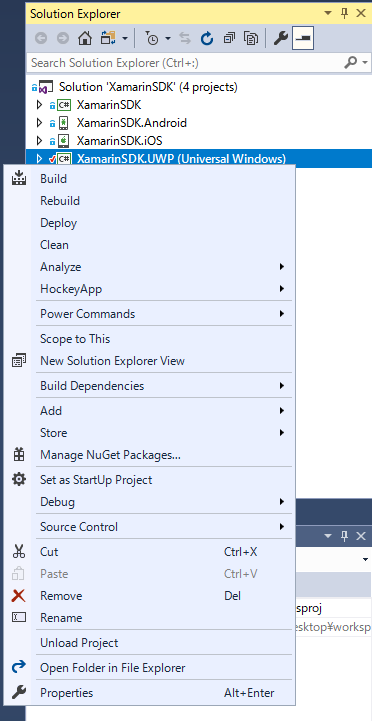 Solution Explorer
Search Solution Explorer (Ctrl+:)
Solution 'XamarinSDK' (4 projects)
C# XamarinSDK
XamarinSDK.Android
XamarinSDK.iOS
C# XamarinSDK.UWP (Universal Windows)
Build
Rebuild
Deploy
Clean
Analyze
HockeyApp
Power Commands
Scope to This
New Solution Explorer View
Build Dependencies
Add
Store
Manage NuGet Packages...
Set as StartUp Project
Debug
Source Control
Cut Ctrl+X
Paste Ctrl+V
Remove Del
sproj
Rename
esktop¥worksp
Unload Project
Open Folder in File Explorer
Properties Alt+Enter